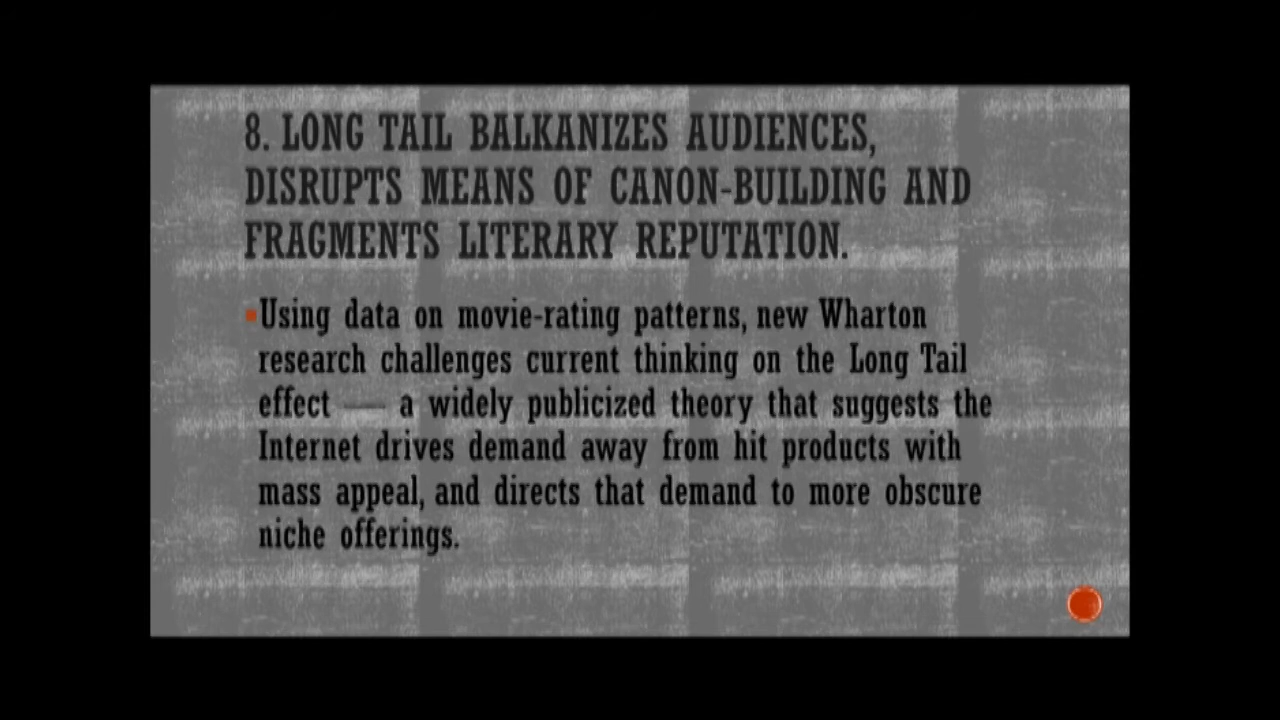 8. LONG TAIL BALKANIZES AUDIENCES,
DISRUPTS MEANS OF CANON-BUILDING AND
FRAGMENTS LITERARY REPUTATION.
▪Using data on movie-rating patterns, new Wharton
research challenges current thinking on the Long Tail
effect — a widely publicized theory that suggests the
Internet drives demand away from hit products with
mass appeal, and directs that demand to more obscure
niche offerings.